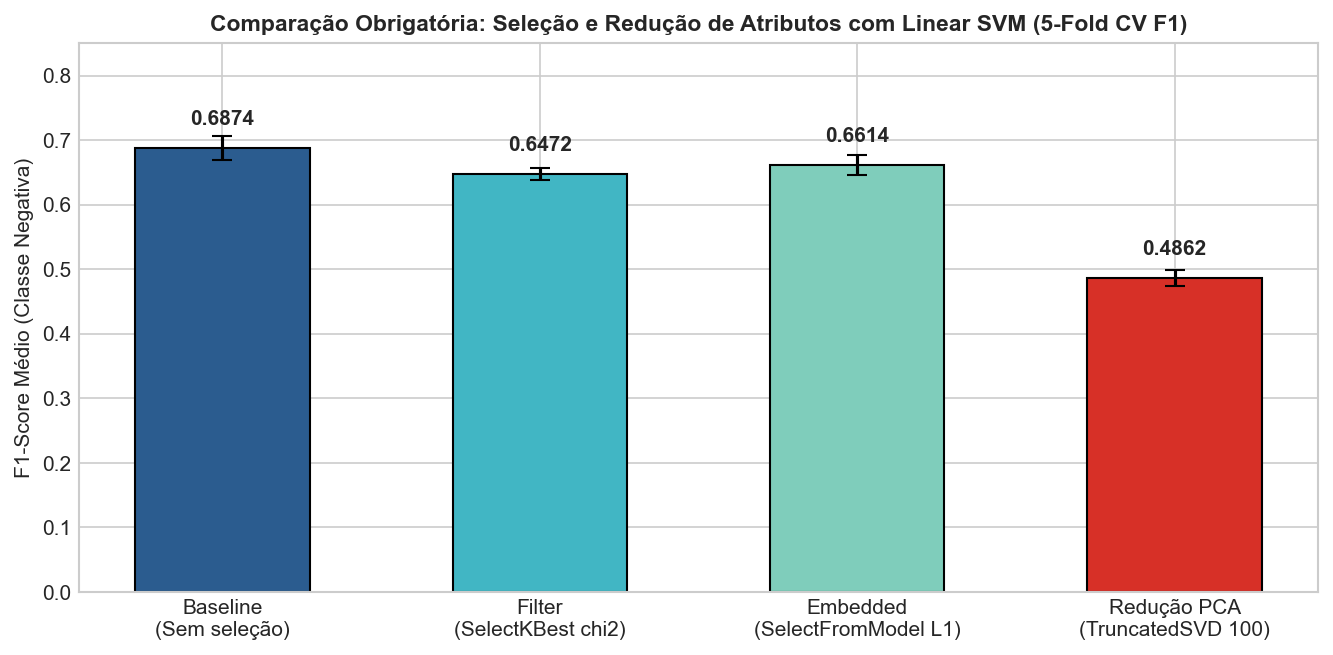 Comparação Obrigatória: Seleção e Redução de Atributos com Linear SVM (5-Fold CV F1)
F1-Score Médio (Classe Negativa)
0.8
0.7
0.6
0.5
0.4
0.3
0.2
0.1
0.0
0.6874
0.6472
0.6614
0.4862
Baseline
(Sem seleção)
Filter
(SelectKBest chi2)
Embedded
(SelectFromModel L1)
Redução PCA
(TruncatedSVD 100)